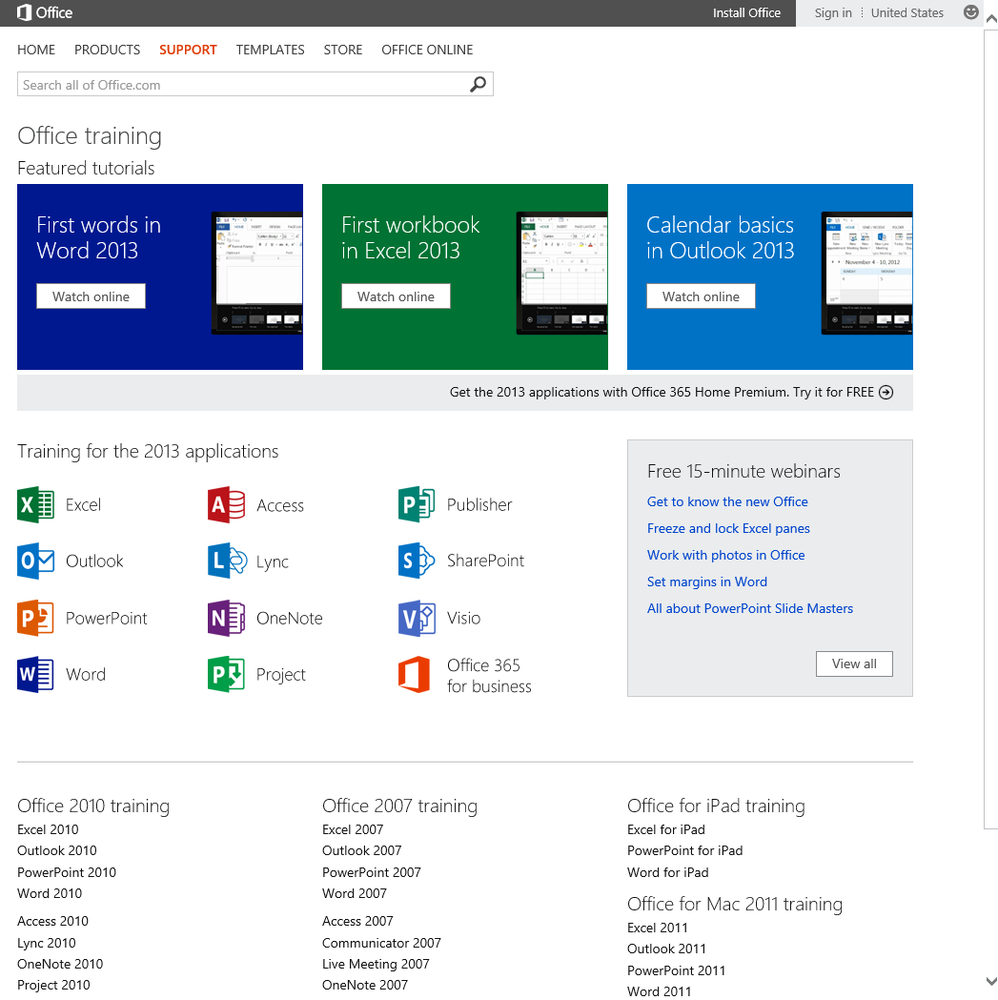 Office
Install Office
Sign in
United States
HOME PRODUCTS SUPPORT TEMPLATES STORE OFFICE ONLINE
Search all of Office.com
Office training
Featured tutorials
First words in
Word 2013
Watch online
First workbook
in Excel 2013
Watch online
Calendar basics
in Outlook 2013
Watch online
November 4 - 10, 2012
Get the 2013 applications with Office 365 Home Premium. Try it for FREE
Training for the 2013 applications
Excel
Access
Publisher
Outlook
Lync
SharePoint
PowerPoint
OneNote
Visio
Word
Project
Office 365
for business
Free 15-minute webinars
Get to know the new Office
Freeze and lock Excel panes
Work with photos in Office
Set margins in Word
All about PowerPoint Slide Masters
View all
Office 2010 training
Excel 2010
Outlook 2010
PowerPoint 2010
Word 2010
Access 2010
Lync 2010
OneNote 2010
Project 2010
Office 2007 training
Excel 2007
Outlook 2007
PowerPoint 2007
Word 2007
Access 2007
Communicator 2007
Live Meeting 2007
OneNote 2007
Office for iPad training
Excel for iPad
PowerPoint for iPad
Word for iPad
Office for Mac 2011 training
Excel 2011
Outlook 2011
PowerPoint 2011
Word 2011